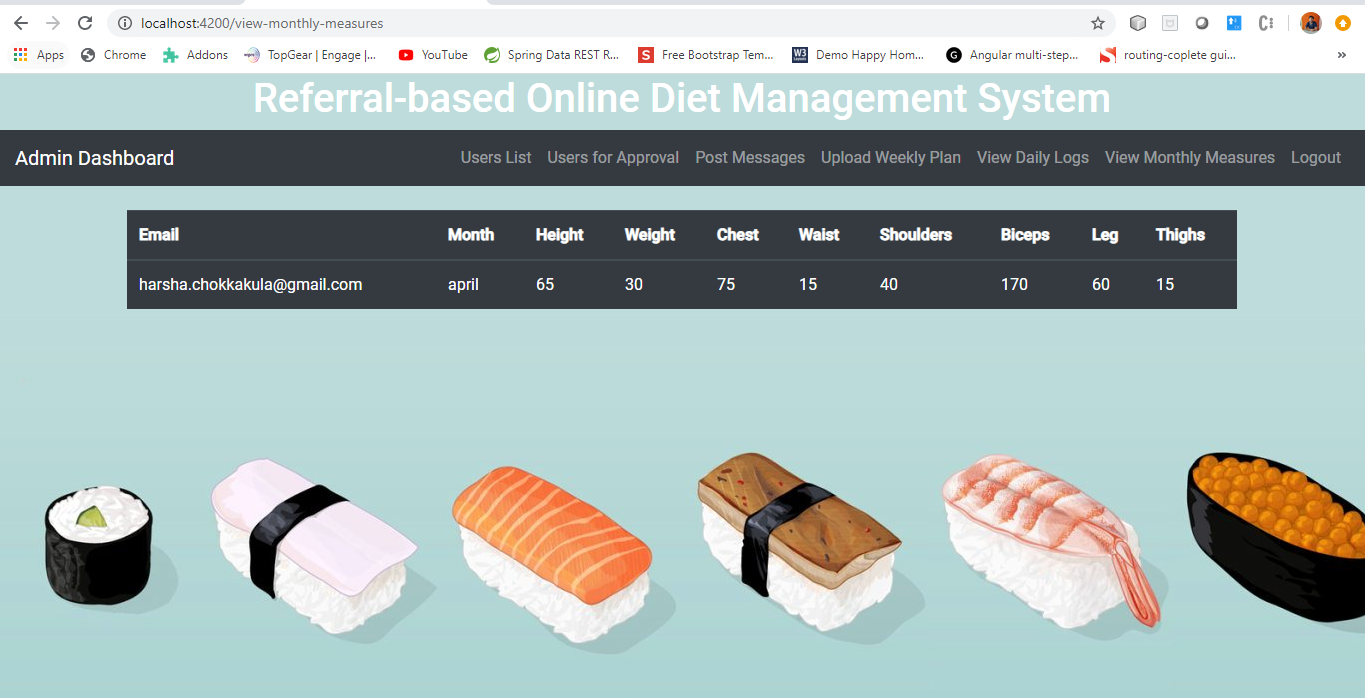 localhost:4200/view-monthly-measures
Apps Chrome Addons TopGear | Engage |... YouTube Spring Data REST R... S Free Bootstrap Tem... W3 Demo Happy Hom... G Angular multi-step... routing-coplete gui... »
Referral-based Online Diet Management System
Admin Dashboard Users List Users for Approval Post Messages Upload Weekly Plan View Daily Logs View Monthly Measures Logout
Email Month Height Weight Chest Waist Shoulders Biceps Leg Thighs
harsha.chokkakula@gmail.com april 65 30 75 15 40 170 60 15